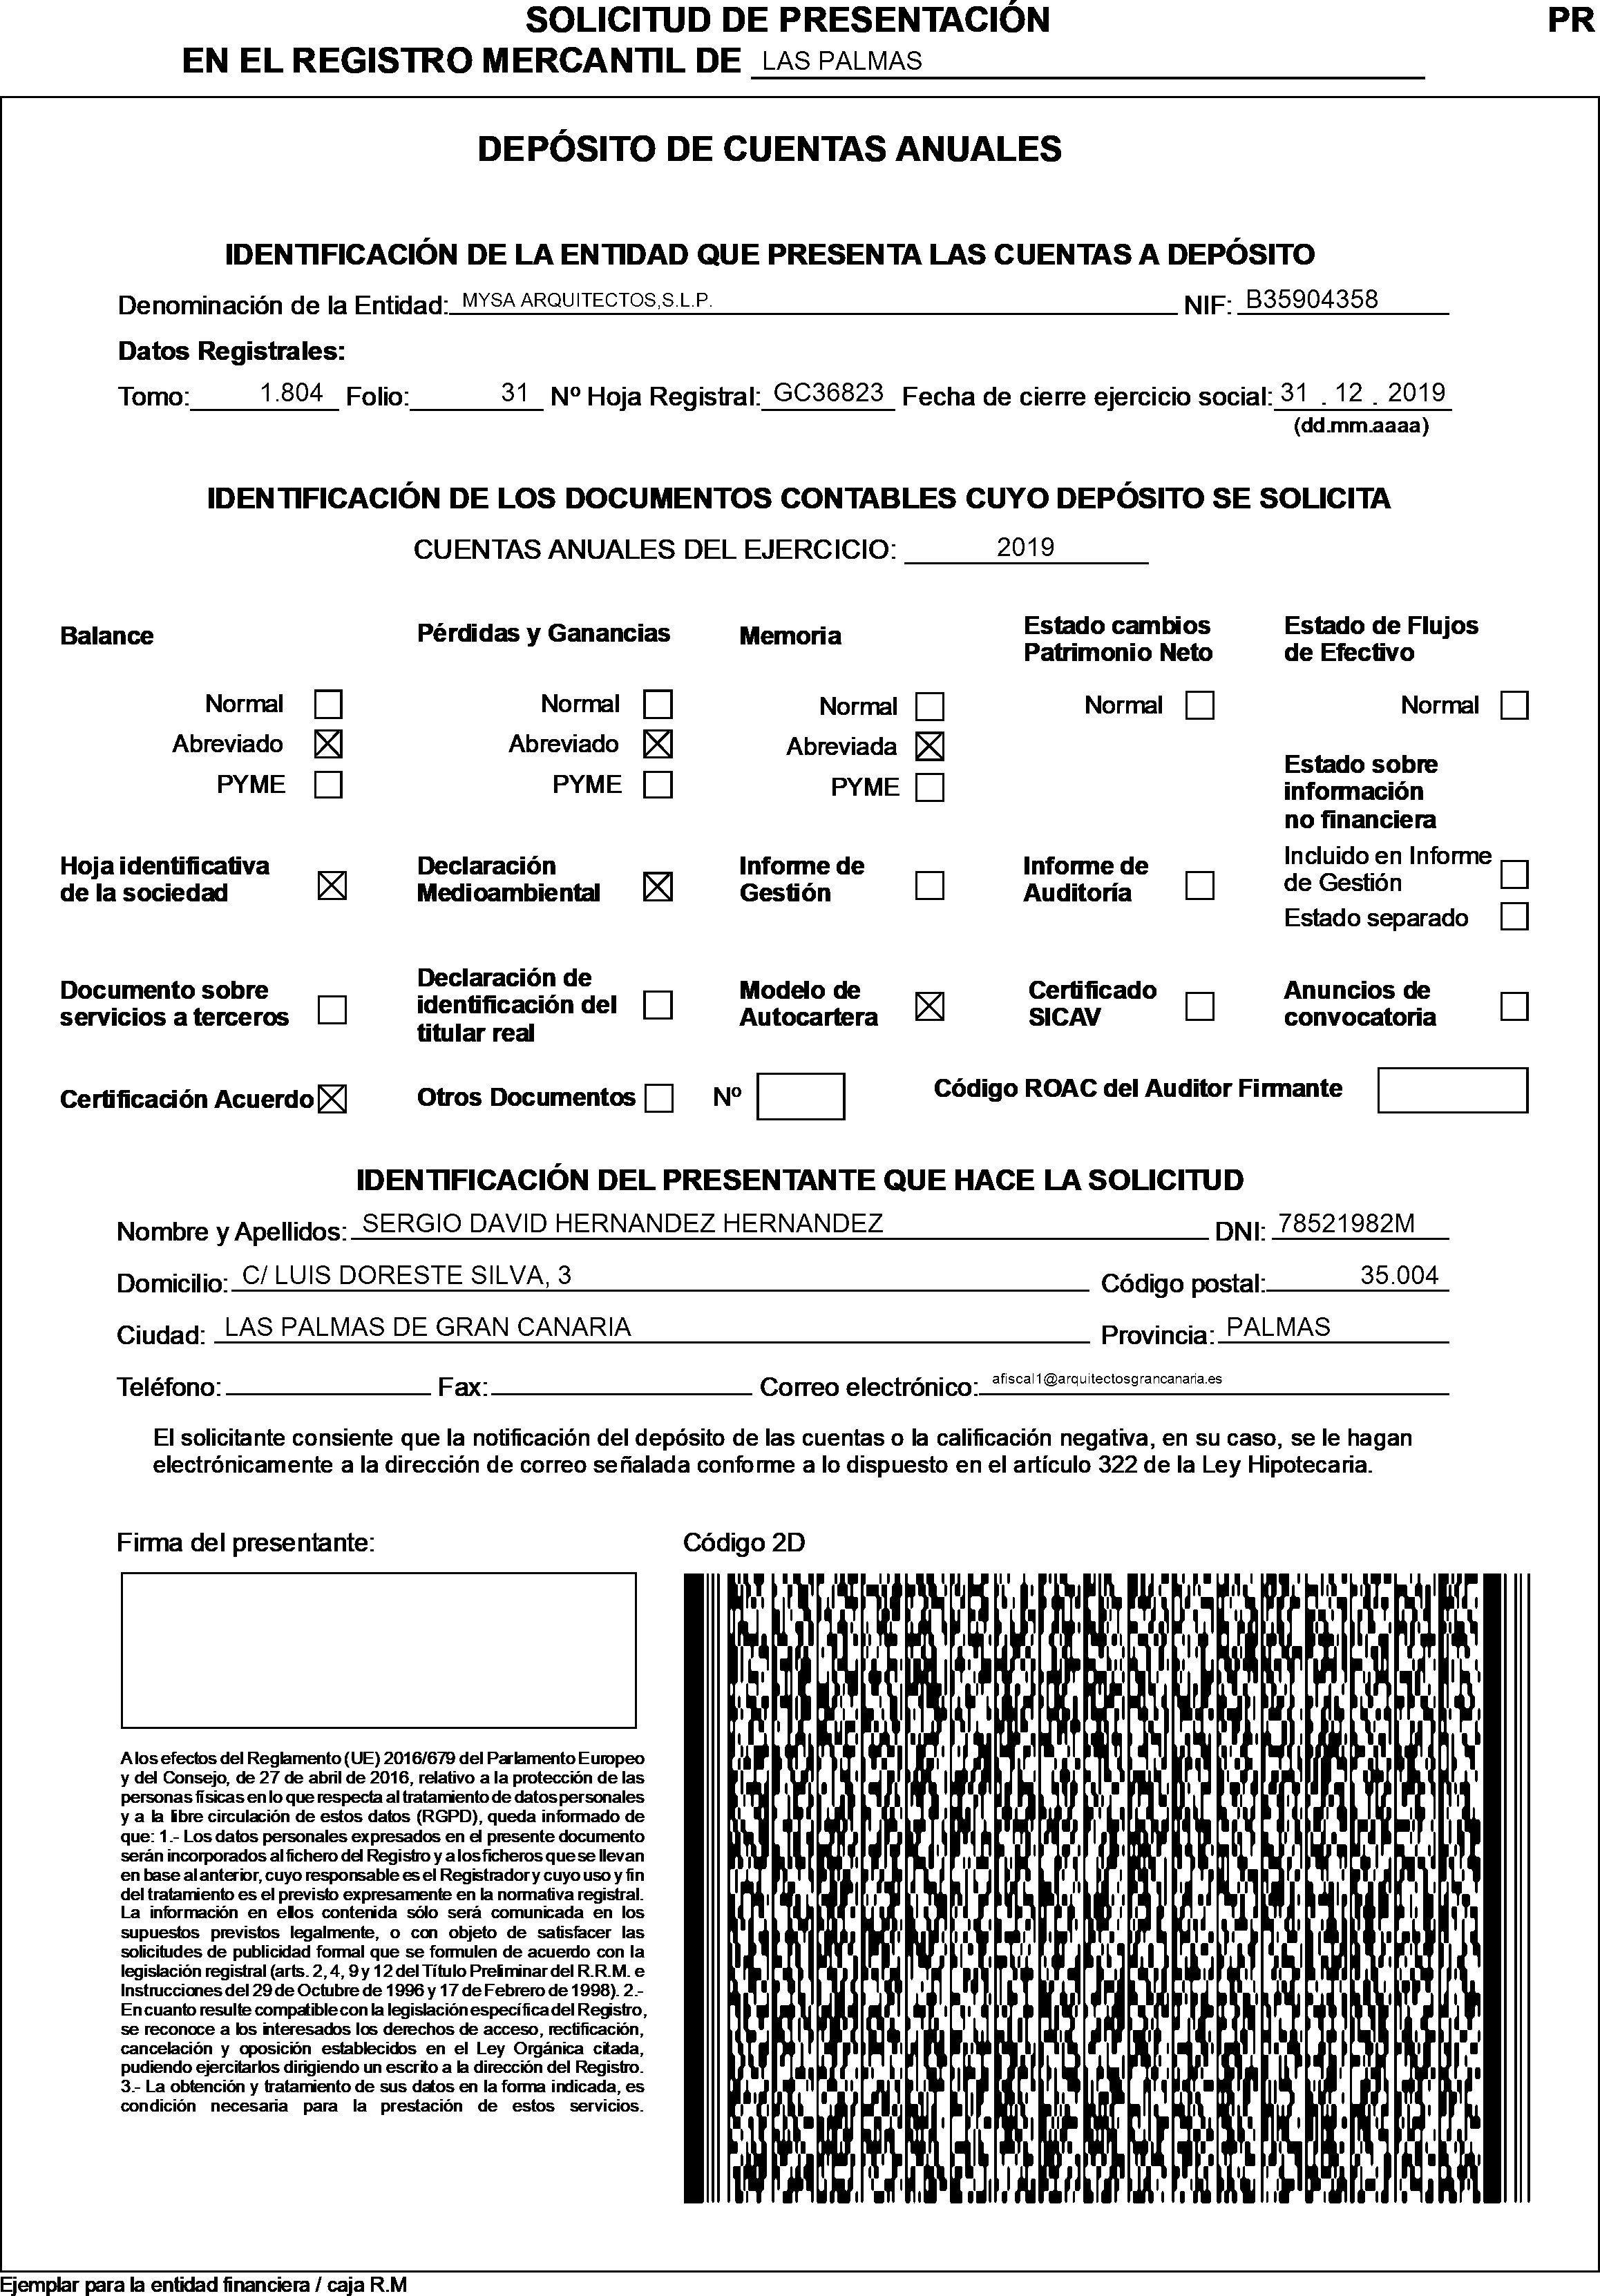 SOLICITUD DE PRESENTACIÓN PR
EN EL REGISTRO MERCANTIL DE LAS PALMAS
DEPÓSITO DE CUENTAS ANUALES
IDENTIFICACIÓN DE LA ENTIDAD QUE PRESENTA LAS CUENTAS A DEPÓSITO
Denominación de la Entidad: MYSA ARQUITECTOS,S.L.P. NIF: B35904358
Datos Registrales:
Tomo: 1.804 Folio: 31 Nº Hoja Registral: GC36823 Fecha de cierre ejercicio social: 31 . 12 . 2019
(dd.mm.aaaa)
IDENTIFICACIÓN DE LOS DOCUMENTOS CONTABLES CUYO DEPÓSITO SE SOLICITA
CUENTAS ANUALES DEL EJERCICIO: 2019
Balance
Normal
Abreviado
PYME
Pérdidas y Ganancias
Normal
Abreviado
PYME
Memoria
Normal
Abreviada
PYME
Estado cambios
Patrimonio Neto
Normal
Estado de Flujos
de Efectivo
Normal
Estado sobre
información
no financiera
Incluido en Informe
de Gestión
Estado separado
Hoja identificativa
de la sociedad
Declaración
Medioambiental
Informe de
Gestión
Informe de
Auditoría
Documento sobre
servicios a terceros
Declaración de
identificación del
titular real
Modelo de
Autocartera
Certificado
SICAV
Anuncios de
convocatoria
Certificación Acuerdo
Otros Documentos
Nº
Código ROAC del Auditor Firmante
IDENTIFICACIÓN DEL PRESENTANTE QUE HACE LA SOLICITUD
Nombre y Apellidos: SERGIO DAVID HERNANDEZ HERNANDEZ DNI: 78521982M
Domicilio: C/ LUIS DORESTE SILVA, 3 Código postal: 35.004
Ciudad: LAS PALMAS DE GRAN CANARIA Provincia: PALMAS
Teléfono: Fax: Correo electrónico: afiscal1@arquitectosgrancanaria.es
El solicitante consiente que la notificación del depósito de las cuentas o la calificación negativa, en su caso, se le hagan
electrónicamente a la dirección de correo señalada conforme a lo dispuesto en el artículo 322 de la Ley Hipotecaria.
Firma del presentante:
Código 2D
A los efectos del Reglamento (UE) 2016/679 del Parlamento Europeo
y del Consejo, de 27 de abril de 2016, relativo a la protección de las
personas físicas en lo que respecta al tratamiento de datos personales
y a la libre circulación de estos datos (RGPD), queda informado de
que: 1.- Los datos personales expresados en el presente documento
serán incorporados al fichero del Registro y a los ficheros que se llevan
en base al anterior, cuyo responsable es el Registrador y cuyo uso y fin
del tratamiento es el previsto expresamente en la normativa registral.
La información en ellos contenida sólo será comunicada en los
supuestos previstos legalmente, o con objeto de satisfacer las
solicitudes de publicidad formal que se formulen de acuerdo con la
legislación registral (arts. 2, 4, 9 y 12 del Título Preliminar del R.R.M. e
Instrucciones del 29 de Octubre de 1996 y 17 de Febrero de 1998). 2.-
En cuanto resulte compatible con la legislación específica del Registro,
se reconoce a los interesados los derechos de acceso, rectificación,
cancelación y oposición establecidos en el Ley Orgánica citada,
pudiendo ejercitarlos dirigiendo un escrito a la dirección del Registro.
3.- La obtención y tratamiento de sus datos en la forma indicada, es
condición necesaria para la prestación de estos servicios.
Ejemplar para la entidad financiera / caja R.M